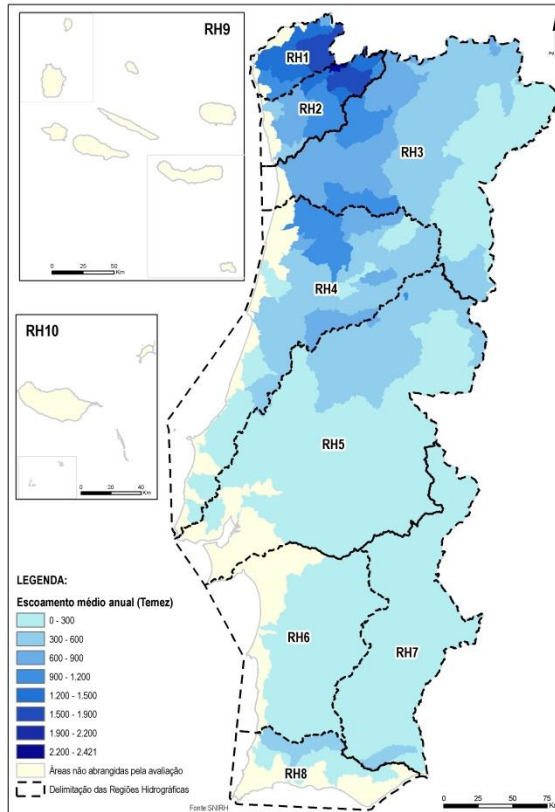 RH9
0 25 50
Km
RH10
0 20 40
Km
RH1
RH2
RH3
RH4
RH5
RH6
RH7
RH8
LEGENDA:
Escoamento médio anual (Temez)
0 - 300
300 - 600
600 - 900
900 - 1.200
1.200 - 1.500
1.500 - 1.900
1.900 - 2.200
2.200 - 2.421
Áreas não abrangidas pela avaliação
Delimitação das Regiões Hidrográficas
Fonte SNIRH
0 25 50 75
Km